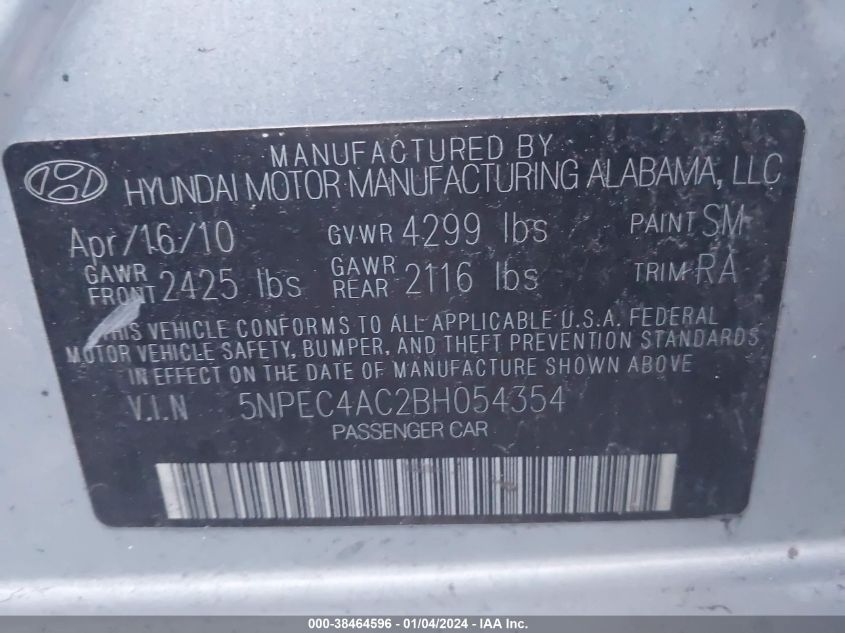 MANUFACTURED BY
HYUNDAI MOTOR MANUFACTURING ALABAMA, LLC
Apr/16/10 GVWR 4299 lbs PAINT SM
GAWR FRONT 2425 lbs GAWR REAR 2116 lbs TRIM RA
THIS VEHICLE CONFORMS TO ALL APPLICABLE U.S.A. FEDERAL
MOTOR VEHICLE SAFETY, BUMPER, AND THEFT PREVENTION STANDARDS
IN EFFECT ON THE DATE OF MANUFACTURE SHOWN ABOVE
V.I.N 5NPEC4AC2BH054354
PASSENGER CAR
000-38464596 - 01/04/2024 - IAA Inc.